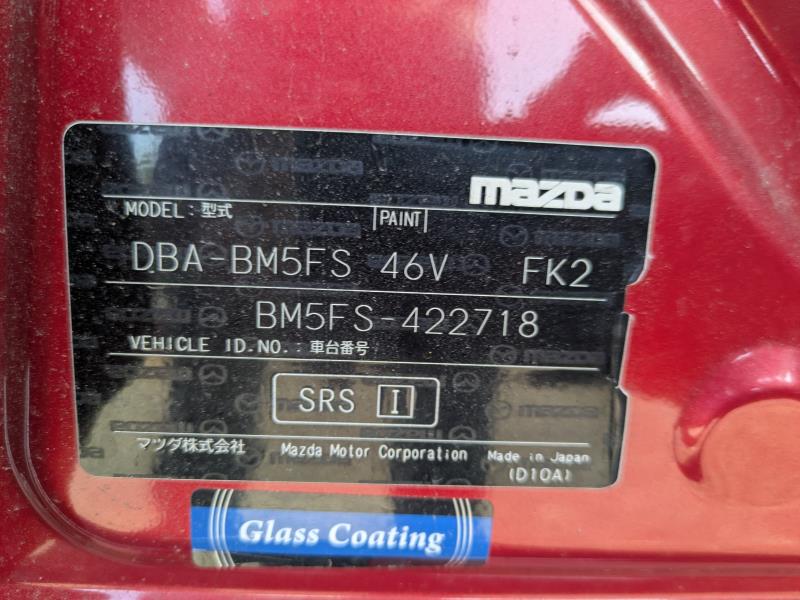 mazda
MODEL : 型式 PAINT
DBA-BM5FS 46V FK2
BM5FS-422718
VEHICLE ID.NO. : 車台番号
SRS I
マツダ株式会社 Mazda Motor Corporation Made in Japan
(D10A)
Glass Coating